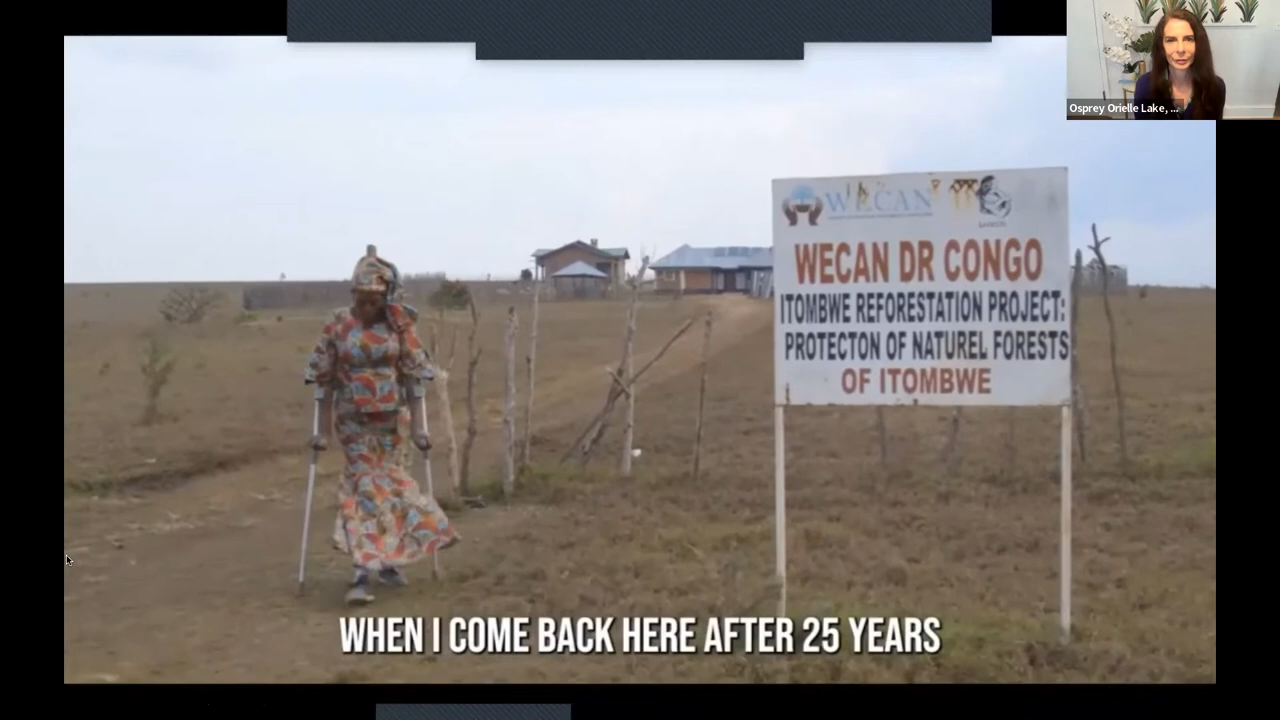 Osprey Orielle Lake, ...
WECAN
WECAN DR CONGO
ITOMBWE REFORESTATION PROJECT:
PROTECTON OF NATUREL FORESTS
OF ITOMBWE
WHEN I COME BACK HERE AFTER 25 YEARS